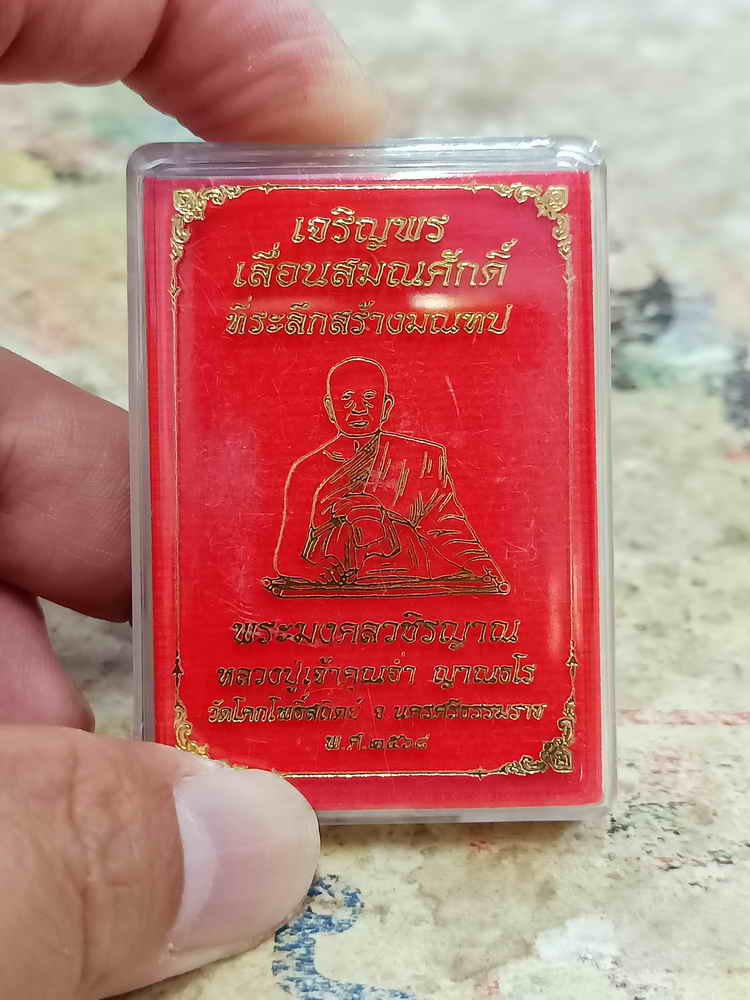 เจริญพร
เลื่อนสมณศักดิ์
ที่ระลึกสร้างมณฑป
พระมงคลวชิรญาณ
หลวงปู่เจ้าคุณจ่ำ ญาณธโร
วัดโคกโพธิ์สถิตย์ จ นครศรีธรรมราช
พ.ศ.๒๕๖๘